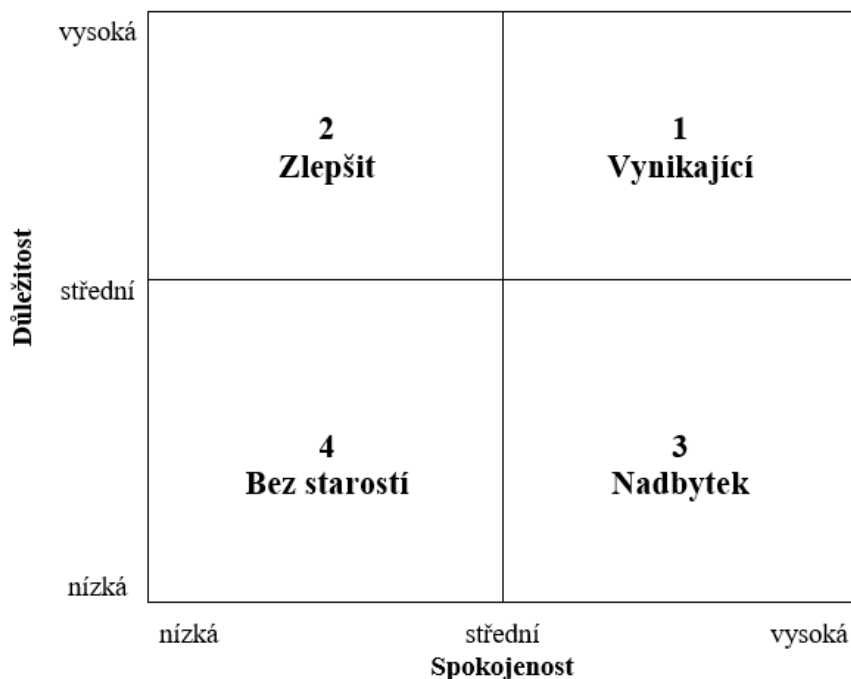 vysoká
2
Zlepšit
1
Vynikající
Důležitost
střední
4
Bez starostí
3
Nadbytek
nízká
nízká
střední
vysoká
Spokojenost